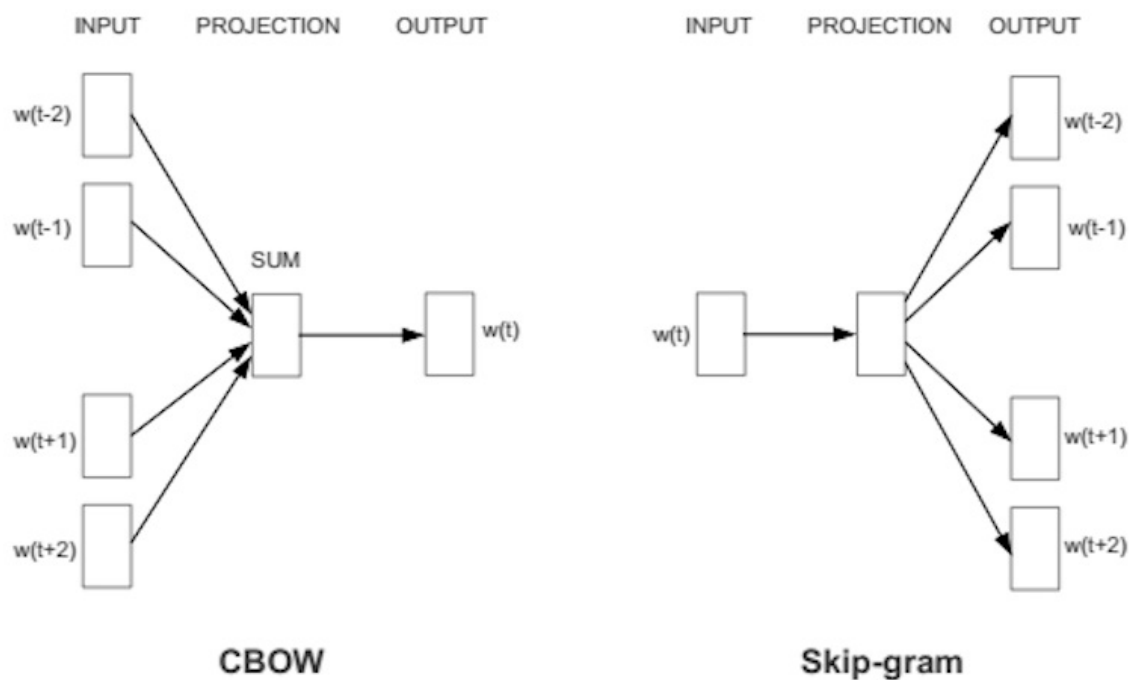 INPUT PROJECTION OUTPUT
w(t-2)
w(t-1)
SUM
w(t)
w(t+1)
w(t+2)
CBOW
INPUT PROJECTION OUTPUT
w(t-2)
w(t-1)
w(t)
w(t+1)
w(t+2)
Skip-gram